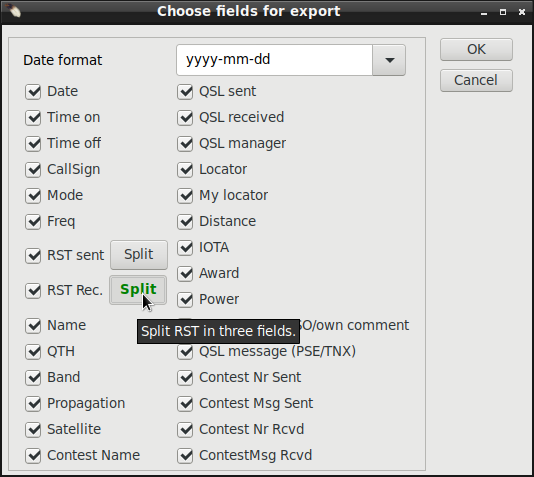 Choose fields for export
Date format
yyyy-mm-dd
OK
Cancel
Date
QSL sent
Time on
QSL received
Time off
QSL manager
CallSign
Locator
Mode
My locator
Freq
Distance
RST sent
Split
IOTA
RST Rec.
Split
Award
Power
Name
O/own comment
Split RST in three fields.
QTH
QSL message (PSE/TNX)
Band
Contest Nr Sent
Propagation
Contest Msg Sent
Satellite
Contest Nr Rcvd
Contest Name
ContestMsg Rcvd